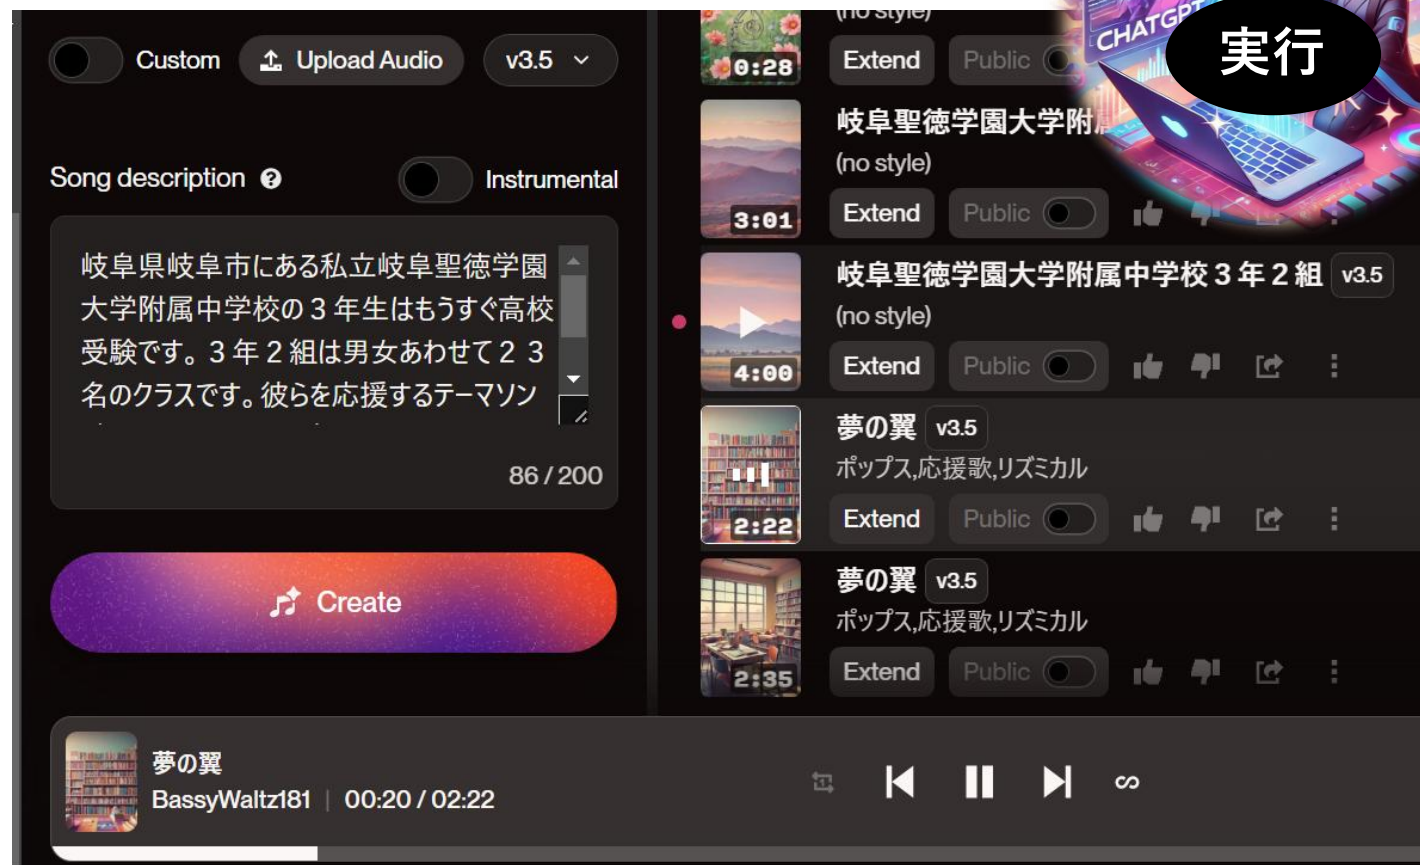 Custom
Upload Audio
v3.5
Song description
Instrumental
岐阜県岐阜市にある私立岐阜聖徳学園
大学附属中学校の3年生はもうすぐ高校
受験です。3年2組は男女あわせて23
名のクラスです。彼らを応援するテーマソン
86/200
Create
(no style)
0:28
Extend
Public
CHATGPT
実行
岐阜聖徳学園大学附
(no style)
3:01
Extend
Public
岐阜聖徳学園大学附属中学校3年2組 v3.5
(no style)
4:00
Extend
Public
夢の翼 v3.5
ポップス,応援歌,リズミカル
2:22
Extend
Public
夢の翼 v3.5
ポップス,応援歌,リズミカル
2:35
Extend
Public
夢の翼
BassyWaltz181 | 00:20 / 02:22